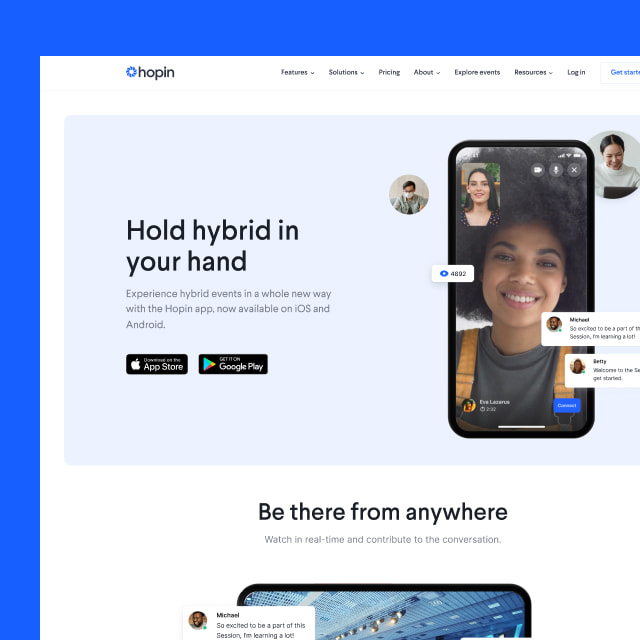 hopin
Features
Solutions
Pricing
About
Explore events
Resources
Log in
Get starte
Hold hybrid in
your hand
Experience hybrid events in a whole new way
with the Hopin app, now available on iOS and
Android.
Download on the
App Store
GET IT ON
Google Play
4892
Michael
So excited to be a part of th
Session, I'm learning a lot!
Betty
Welcome to the Se
get started.
Eva Lazarus
2:32
Connect
Be there from anywhere
Watch in real-time and contribute to the conversation.
Michael
So excited to be a part of this
Session, I'm learning a lot!